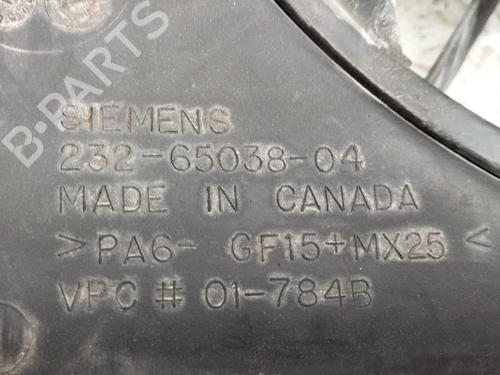 B-PARTS
SIEMENS
232-65038-04
MADE IN CANADA
>PA6- GF15+MX25<
VPC # 01-784B